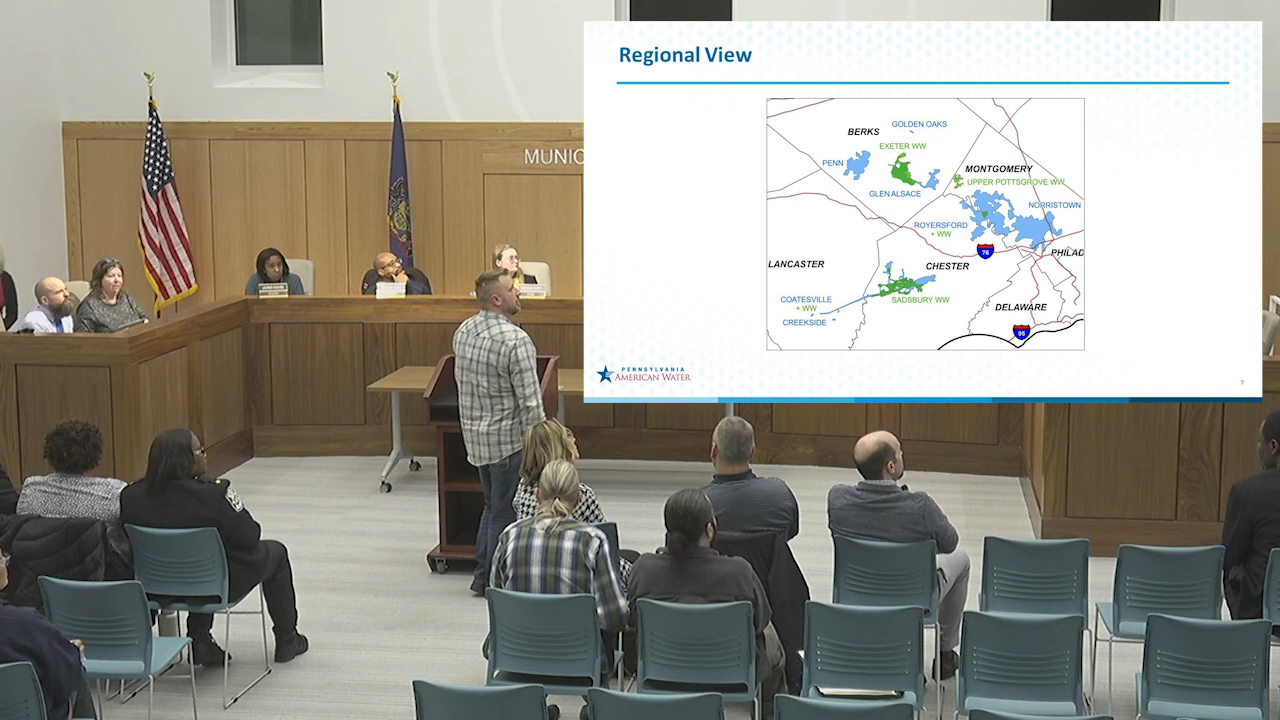 Regional View
MUNIC
GOLDEN OAKS
BERKS
EXETER WW
PENN
MONTGOMERY
UPPER POTTSGROVE WW
GLEN ALSACE
NORRISTOWN
ROYERSFORD
+ WW
76
PHILAD
LANCASTER
CHESTER
COATESVILLE
+ WW
SADSBURY WW
CREEKSIDE
DELAWARE
95
PENNSYLVANIA
AMERICAN WATER
7